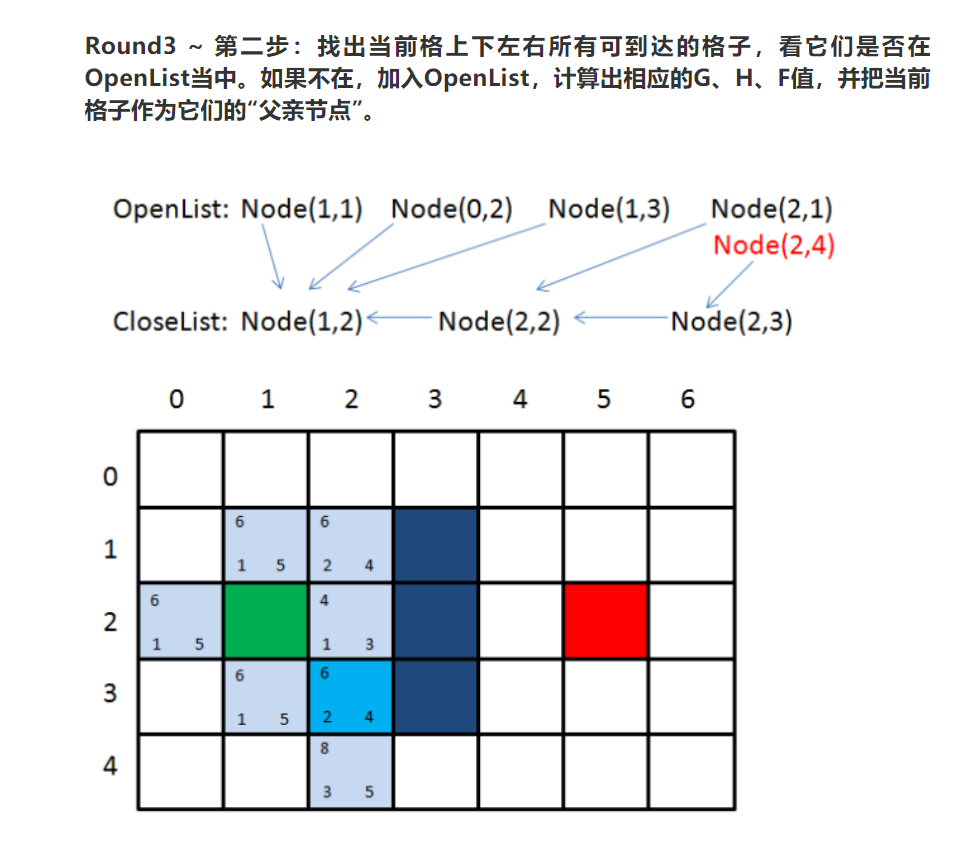 Round3 ~ 第二步：找出当前格上下左右所有可到达的格子，看它们是否在
OpenList当中。如果不在，加入OpenList，计算出相应的G、H、F值，并把当前
格子作为它们的“父亲节点”。
OpenList: Node(1,1) Node(0,2) Node(1,3) Node(2,1)
Node(2,4)
CloseList: Node(1,2) Node(2,2) Node(2,3)
0 1 2 3 4 5 6
0
6 6
1
1 5 2 4
6 4
2
1 5 1 3
6 6
3
1 5 2 4
8
4
3 5